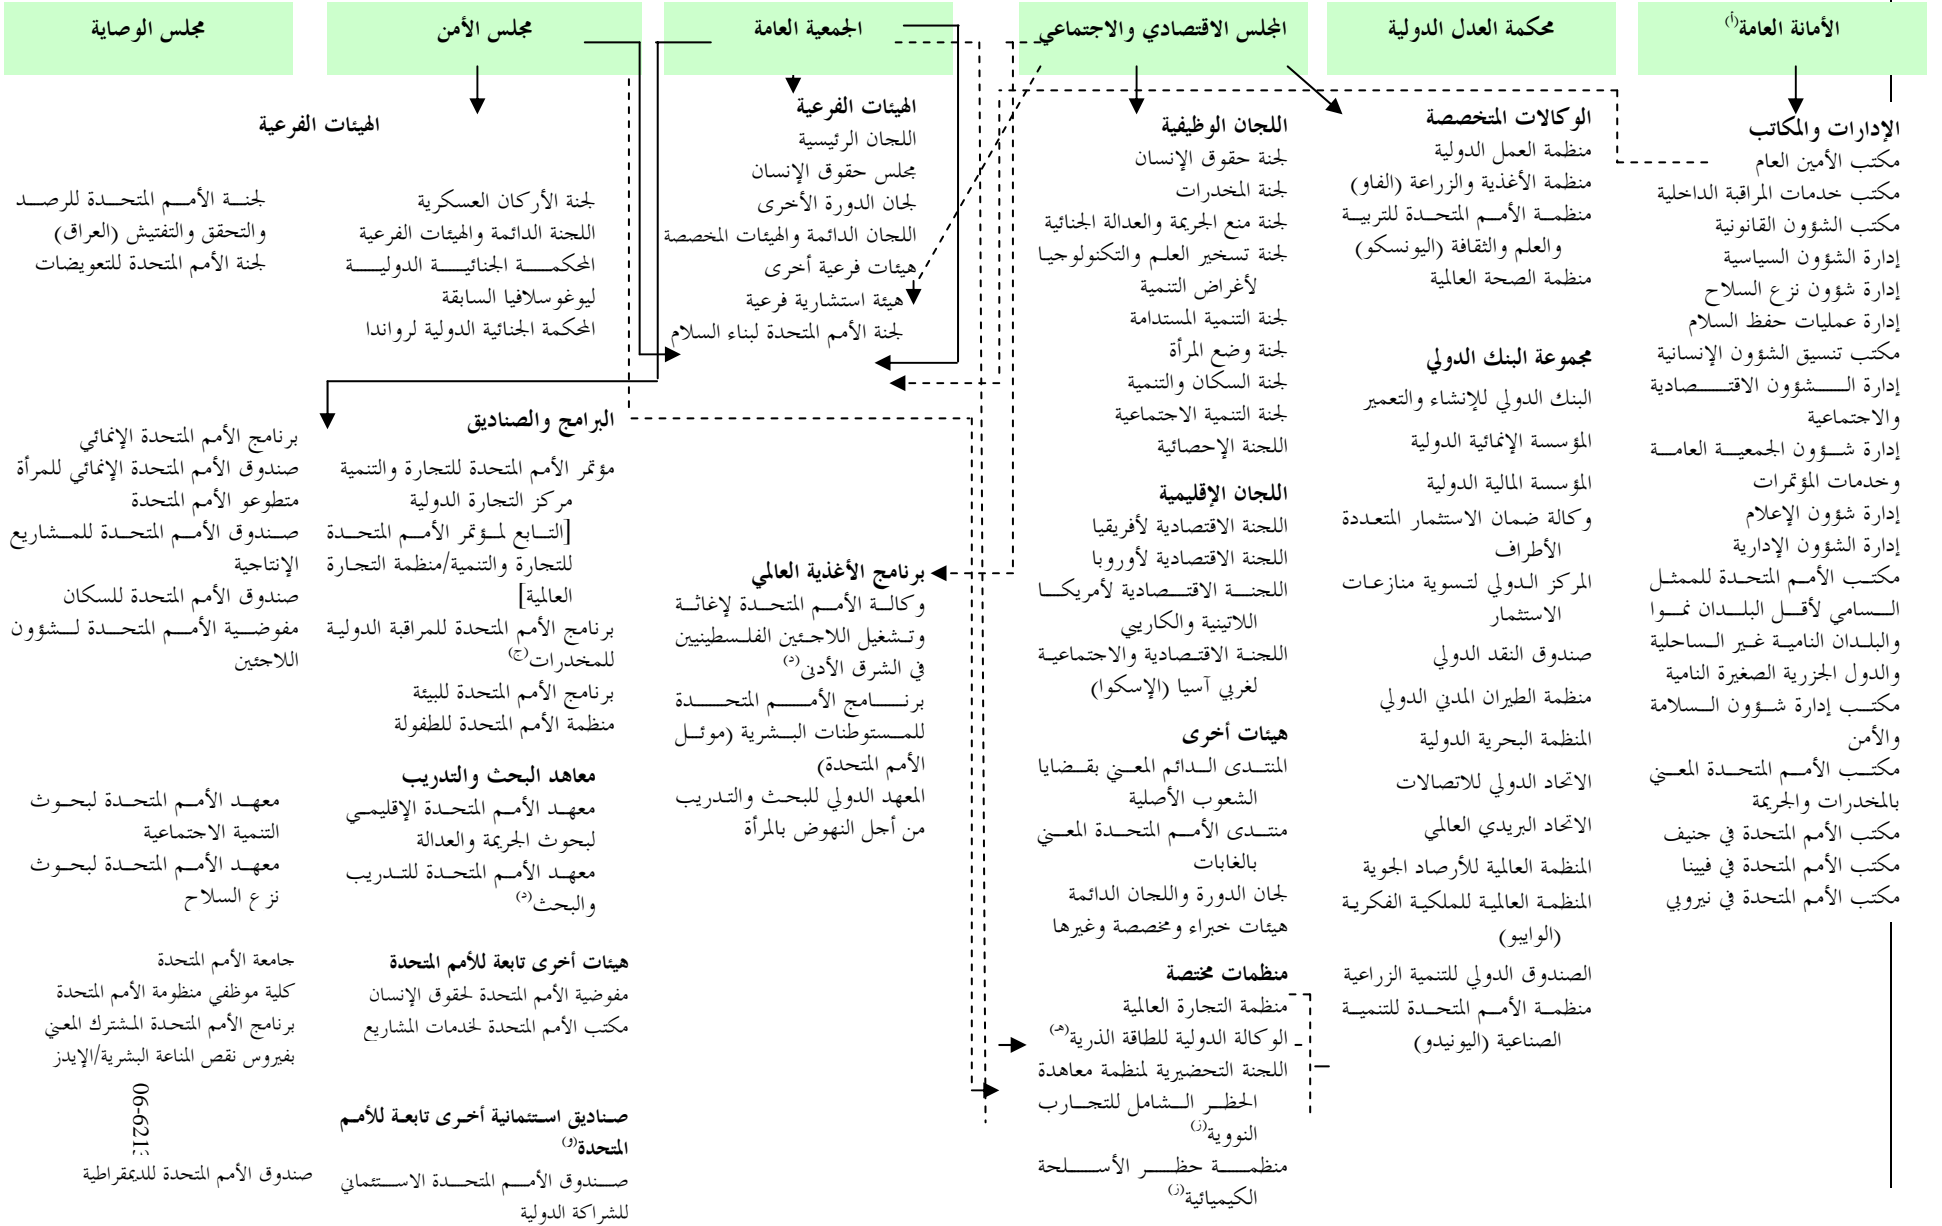 الأمانة العامة(أ)
محكمة العدل الدولية
المجلس الاقتصادي والاجتماعي
الجمعية العامة
مجلس الأمن
مجلس الوصاية
الإدارات والمكاتب
مكتب الأمين العام
مكتب خدمات المراقبة الداخلية
مكتب الشؤون القانونية
إدارة الشؤون السياسية
إدارة شؤون نزع السلاح
إدارة عمليات حفظ السلام
مكتب تنسيق الشؤون الإنسانية
إدارة الشؤون الاقتصادية
والاجتماعية
إدارة شؤون الجمعية العامة
وخدمات المؤتمرات
إدارة شؤون الإعلام
إدارة الشؤون الإدارية
مكتب الأمم المتحدة للممثل
السامي لأقل البلدان نموا
والبلدان النامية غير الساحلية
والدول الجزرية الصغيرة النامية
مكتب إدارة شؤون السلامة
والأمن
مكتب الأمم المتحدة المعني
بالمخدرات والجريمة
مكتب الأمم المتحدة في جنيف
مكتب الأمم المتحدة في فيينا
مكتب الأمم المتحدة في نيروبي
الوكالات المتخصصة
منظمة العمل الدولية
منظمة الأغذية والزراعة (الفاو)
منظمة الأمم المتحدة للتربية
والعلم والثقافة (اليونسكو)
منظمة الصحة العالمية
مجموعة البنك الدولي
البنك الدولي للإنشاء والتعمير
المؤسسة الإنمائية الدولية
المؤسسة المالية الدولية
وكالة ضمان الاستثمار المتعددة
الأطراف
المركز الدولي لتسوية منازعات
الاستثمار
صندوق النقد الدولي
منظمة الطيران المدني الدولي
المنظمة البحرية الدولية
الاتحاد الدولي للاتصالات
الاتحاد البريدي العالمي
المنظمة العالمية للأرصاد الجوية
المنظمة العالمية للملكية الفكرية
(الوايبو)
الصندوق الدولي للتنمية الزراعية
منظمة الأمم المتحدة للتنمية
الصناعية (اليونيدو)
اللجان الوظيفية
لجنة حقوق الإنسان
لجنة المخدرات
لجنة منع الجريمة والعدالة الجنائية
لجنة تسخير العلم والتكنولوجيا
لأغراض التنمية
لجنة التنمية المستدامة
لجنة وضع المرأة
لجنة السكان والتنمية
لجنة التنمية الاجتماعية
اللجنة الإحصائية
اللجان الإقليمية
اللجنة الاقتصادية لأفريقيا
اللجنة الاقتصادية لأوروبا
اللجنة الاقتصادية لأمريكا
اللاتينية والكاريبي
اللجنة الاقتصادية والاجتماعية
لغربي آسيا (الإسكوا)
هيئات أخرى
المنتدى الدائم المعني بقضايا
الشعوب الأصلية
منتدى الأمم المتحدة المعني
بالغابات
لجان الدورة واللجان الدائمة
هيئات خبراء ومخصصة وغيرها
منظمات مختصة
منظمة التجارة العالمية
الوكالة الدولية للطاقة الذرية(هـ)
اللجنة التحضيرية لمنظمة معاهدة
الحظر الشامل للتجارب
النووية(ز)
منظمة حظر الأسلحة
الكيميائية(ز)
الهيئات الفرعية
اللجان الرئيسية
مجلس حقوق الإنسان
لجان الدورة الأخرى
اللجان الدائمة والهيئات المخصصة
هيئات فرعية أخرى
هيئة استشارية فرعية
لجنة الأمم المتحدة لبناء السلام
برنامج الأغذية العالمي
وكالة الأمم المتحدة لإغاثة
وتشغيل اللاجئين الفلسطينيين
في الشرق الأدنى(د)
برنامج الأمم المتحدة
للمستوطنات البشرية (موئل
الأمم المتحدة)
المعهد الدولي للبحث والتدريب
من أجل النهوض بالمرأة
الهيئات الفرعية
لجنة الأركان العسكرية
اللجنة الدائمة والهيئات الفرعية
المحكمة الجنائية الدولية
ليوغوسلافيا السابقة
المحكمة الجنائية الدولية لرواندا
لجنة الأمم المتحدة للرصد
والتحقق والتفتيش (العراق)
لجنة الأمم المتحدة للتعويضات
البرامج والصناديق
مؤتمر الأمم المتحدة للتجارة والتنمية
مركز التجارة الدولية
[التابع لمؤتمر الأمم المتحدة
للتجارة والتنمية/منظمة التجارة
العالمية]
برنامج الأمم المتحدة للمراقبة الدولية
للمخدرات(ج)
برنامج الأمم المتحدة للبيئة
منظمة الأمم المتحدة للطفولة
برنامج الأمم المتحدة الإنمائي
صندوق الأمم المتحدة الإنمائي للمرأة
متطوعو الأمم المتحدة
صندوق الأمم المتحدة للمشاريع
الإنتاجية
صندوق الأمم المتحدة للسكان
مفوضية الأمم المتحدة لشؤون
اللاجئين
معاهد البحث والتدريب
معهد الأمم المتحدة الإقليمي
لبحوث الجريمة والعدالة
معهد الأمم المتحدة للتدريب
والبحث(د)
معهد الأمم المتحدة لبحوث
التنمية الاجتماعية
معهد الأمم المتحدة لبحوث
نزع السلاح
هيئات أخرى تابعة للأمم المتحدة
مفوضية الأمم المتحدة لحقوق الإنسان
مكتب الأمم المتحدة لخدمات المشاريع
جامعة الأمم المتحدة
كلية موظفي منظومة الأمم المتحدة
برنامج الأمم المتحدة المشترك المعني
بفيروس نقص المناعة البشرية/الإيدز
صناديق استئمانية أخرى تابعة للأمم
المتحدة(و)
صندوق الأمم المتحدة الاستئماني
للشراكة الدولية
صندوق الأمم المتحدة للديمقراطية